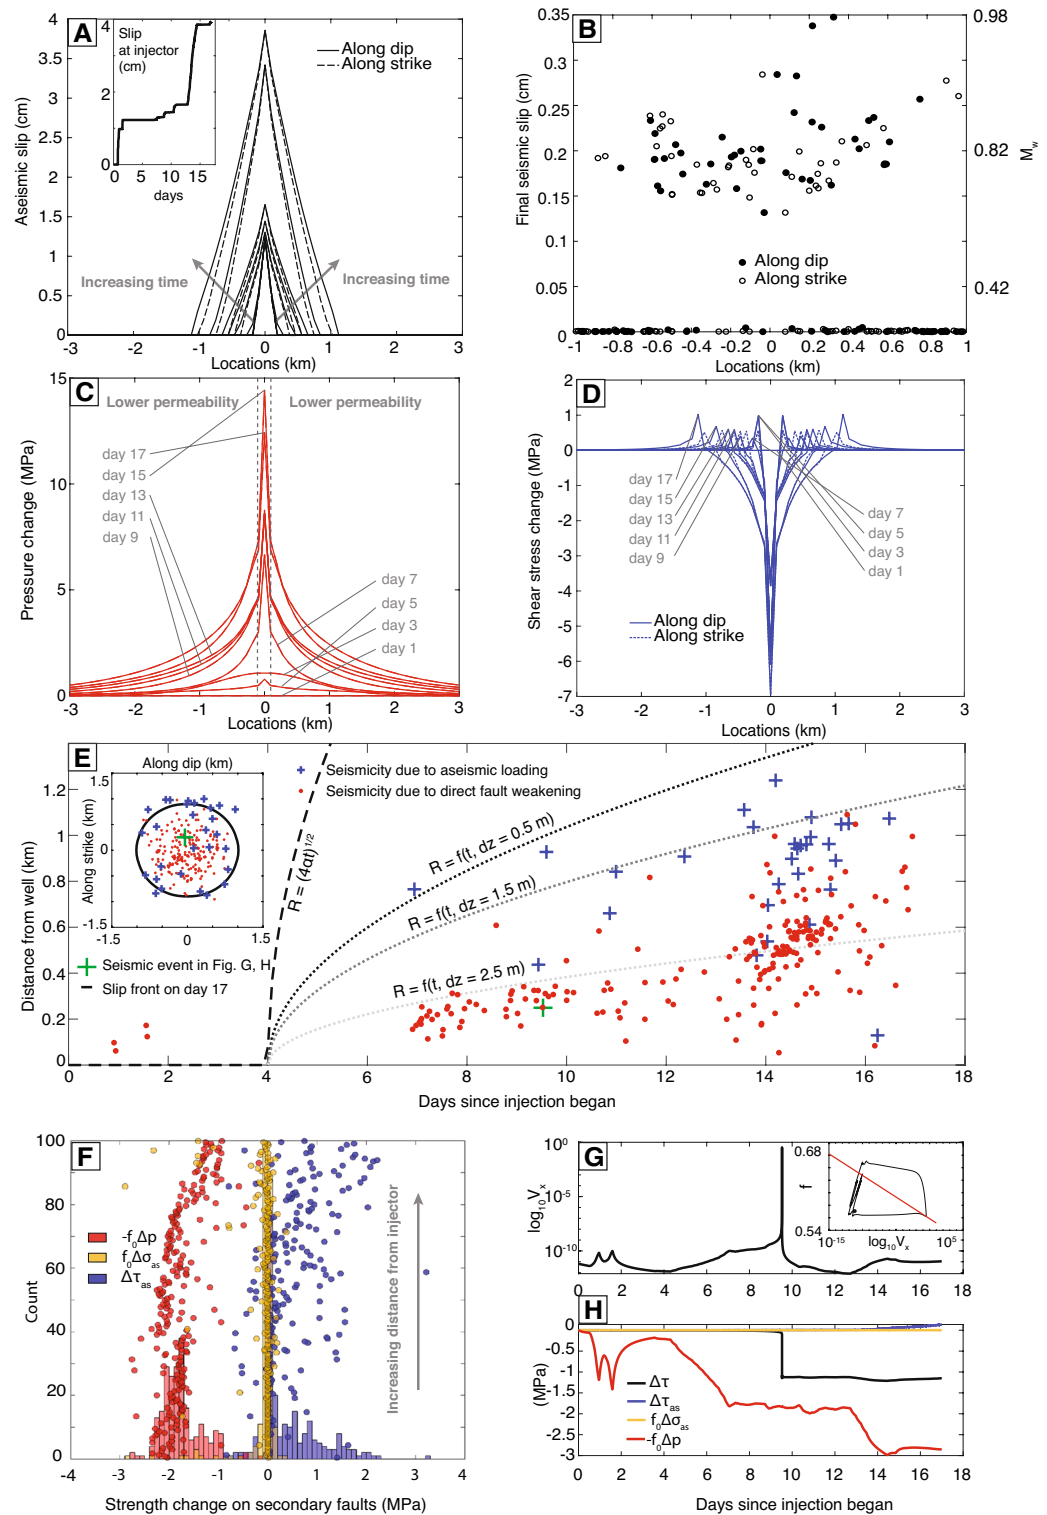 A
Slip
at injector
(cm)
4
2
0
0 5 10 15
days
Along dip
Along strike
Increasing time
Increasing time
Aseismic slip (cm)
4
3.5
3
2.5
2
1.5
1
0.5
0
-3 -2 -1 0 1 2 3
Locations (km)
B
Final seismic slip (cm)
0.35
0.3
0.25
0.2
0.15
0.1
0.05
0
0.98
0.82
0.42
Mw
Along dip
Along strike
-1 -0.8 -0.6 -0.4 -0.2 0 0.2 0.4 0.6 0.8 1
Locations (km)
C
Lower permeability
Lower permeability
Pressure change (MPa)
15
10
5
0
day 17
day 15
day 13
day 11
day 9
day 7
day 5
day 3
day 1
-3 -2 -1 0 1 2 3
Locations (km)
D
Shear stress change (MPa)
2
1
0
-1
-2
-3
-4
-5
-6
-7
day 17
day 15
day 13
day 11
day 9
day 7
day 5
day 3
day 1
Along dip
Along strike
-3 -2 -1 0 1 2 3
Locations (km)
E
Along dip (km)
Along strike (km)
1.5
0
-1.5
-1.5 0 1.5
Seismicity due to aseismic loading
Seismicity due to direct fault weakening
R = (4αt)^1/2
R = f(t, dz = 0.5 m)
R = f(t, dz = 1.5 m)
R = f(t, dz = 2.5 m)
Seismic event in Fig. G, H
Slip front on day 17
Distance from well (km)
1.2
1
0.8
0.6
0.4
0.2
0
0 2 4 6 8 10 12 14 16 18
Days since injection began
F
Count
100
80
60
40
20
0
-f₀Δp
f₀Δσas
Δτas
Increasing distance from injector
-4 -3 -2 -1 0 1 2 3 4
Strength change on secondary faults (MPa)
G
log₁₀Vx
10⁰
10⁻⁵
10⁻¹⁰
0.68
f
0.54
10⁻¹⁵ log₁₀Vx 10⁵
0 2 4 6 8 10 12 14 16 18
H
(MPa)
0
-0.5
-1
-1.5
-2
-2.5
-3
Δτ
Δτas
f₀Δσas
-f₀Δp
0 2 4 6 8 10 12 14 16 18
Days since injection began